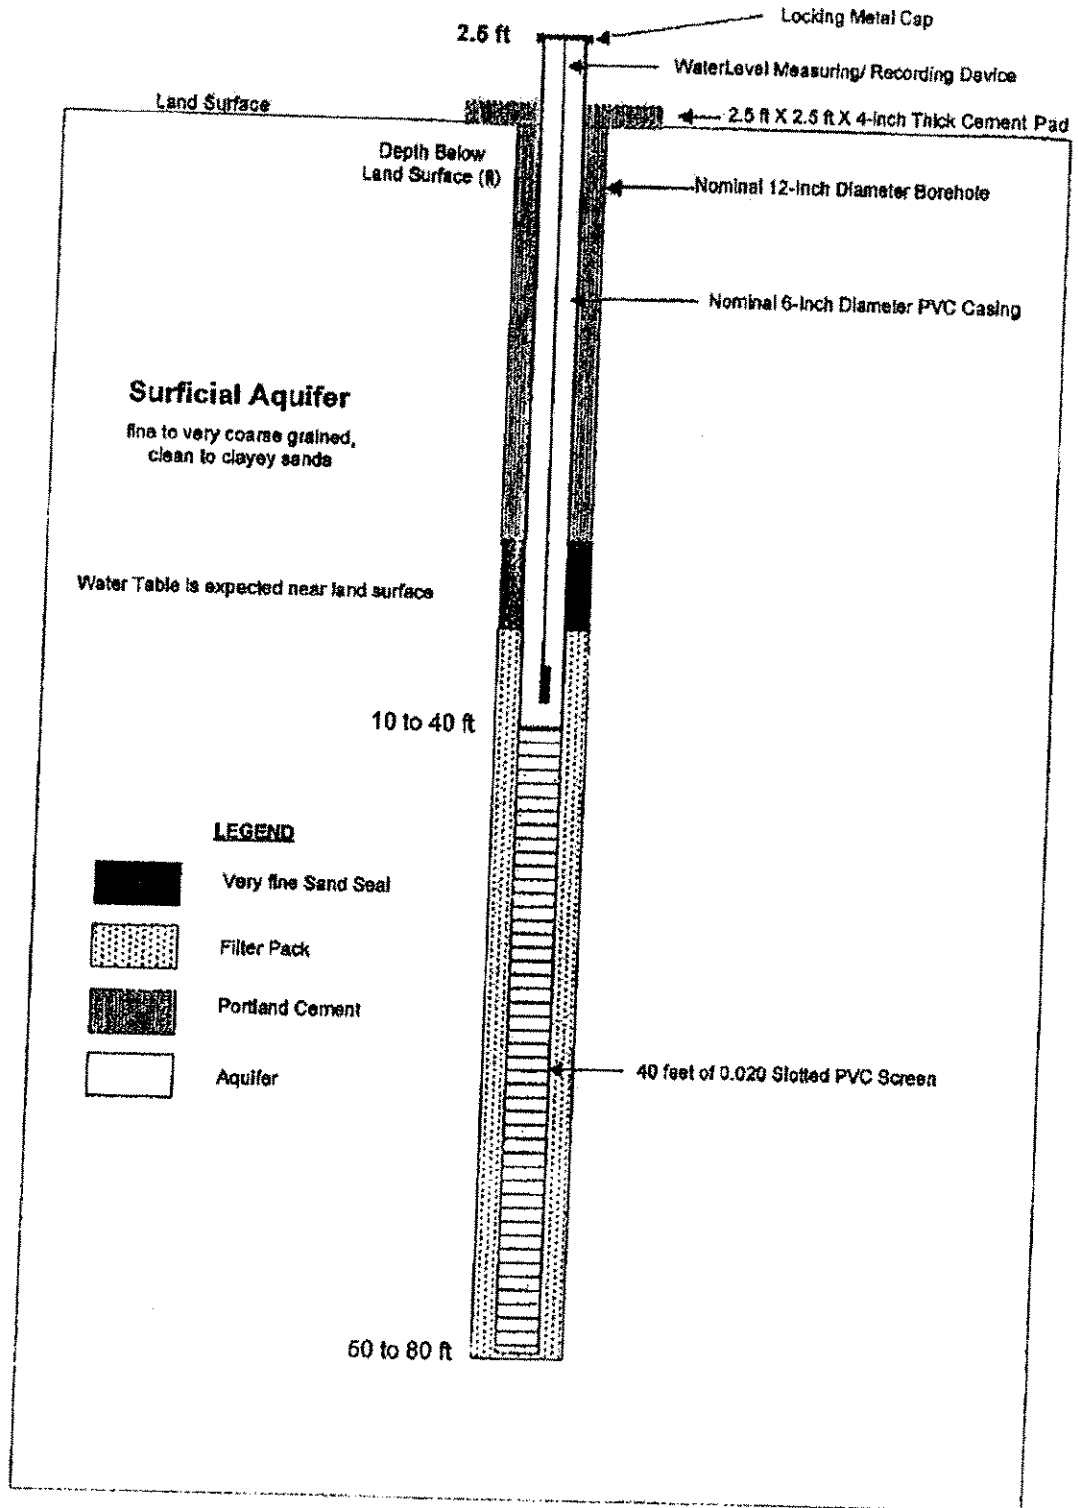 2.5 ft
Locking Metal Cap
WaterLevel Measuring/ Recording Device
Land Surface
2.5 ft X 2.5 ft X 4-inch Thick Cement Pad
Depth Below
Land Surface (ft)
Nominal 12-Inch Diameter Borehole
Nominal 6-Inch Diameter PVC Casing
Surficial Aquifer
fine to very coarse grained,
clean to clayey sands
Water Table is expected near land surface
10 to 40 ft
LEGEND
Very fine Sand Seal
Filter Pack
Portland Cement
Aquifer
40 feet of 0.020 Slotted PVC Screen
60 to 80 ft